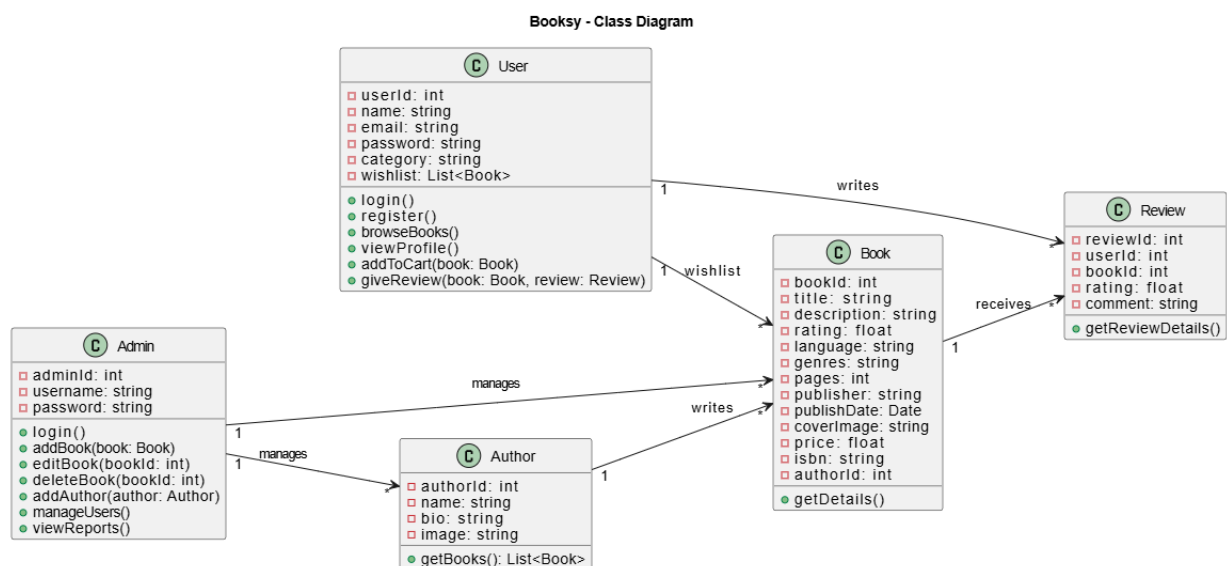 Booksy - Class Diagram
C User
userId: int
name: string
email: string
password: string
category: string
wishlist: List<Book>
login()
register()
browseBooks()
viewProfile()
addToCart(book: Book)
giveReview(book: Book, review: Review)
1
writes
*
1
wishlist
*
C Review
reviewId: int
userId: int
bookId: int
rating: float
comment: string
getReviewDetails()
C Book
bookId: int
title: string
description: string
rating: float
language: string
genres: string
pages: int
publisher: string
publishDate: Date
coverImage: string
price: float
isbn: string
authorId: int
getDetails()
1
receives
*
C Admin
adminId: int
username: string
password: string
login()
addBook(book: Book)
editBook(bookId: int)
deleteBook(bookId: int)
addAuthor(author: Author)
manageUsers()
viewReports()
1
manages
*
1
manages
*
C Author
authorId: int
name: string
bio: string
image: string
getBooks(): List<Book>
1
writes
*